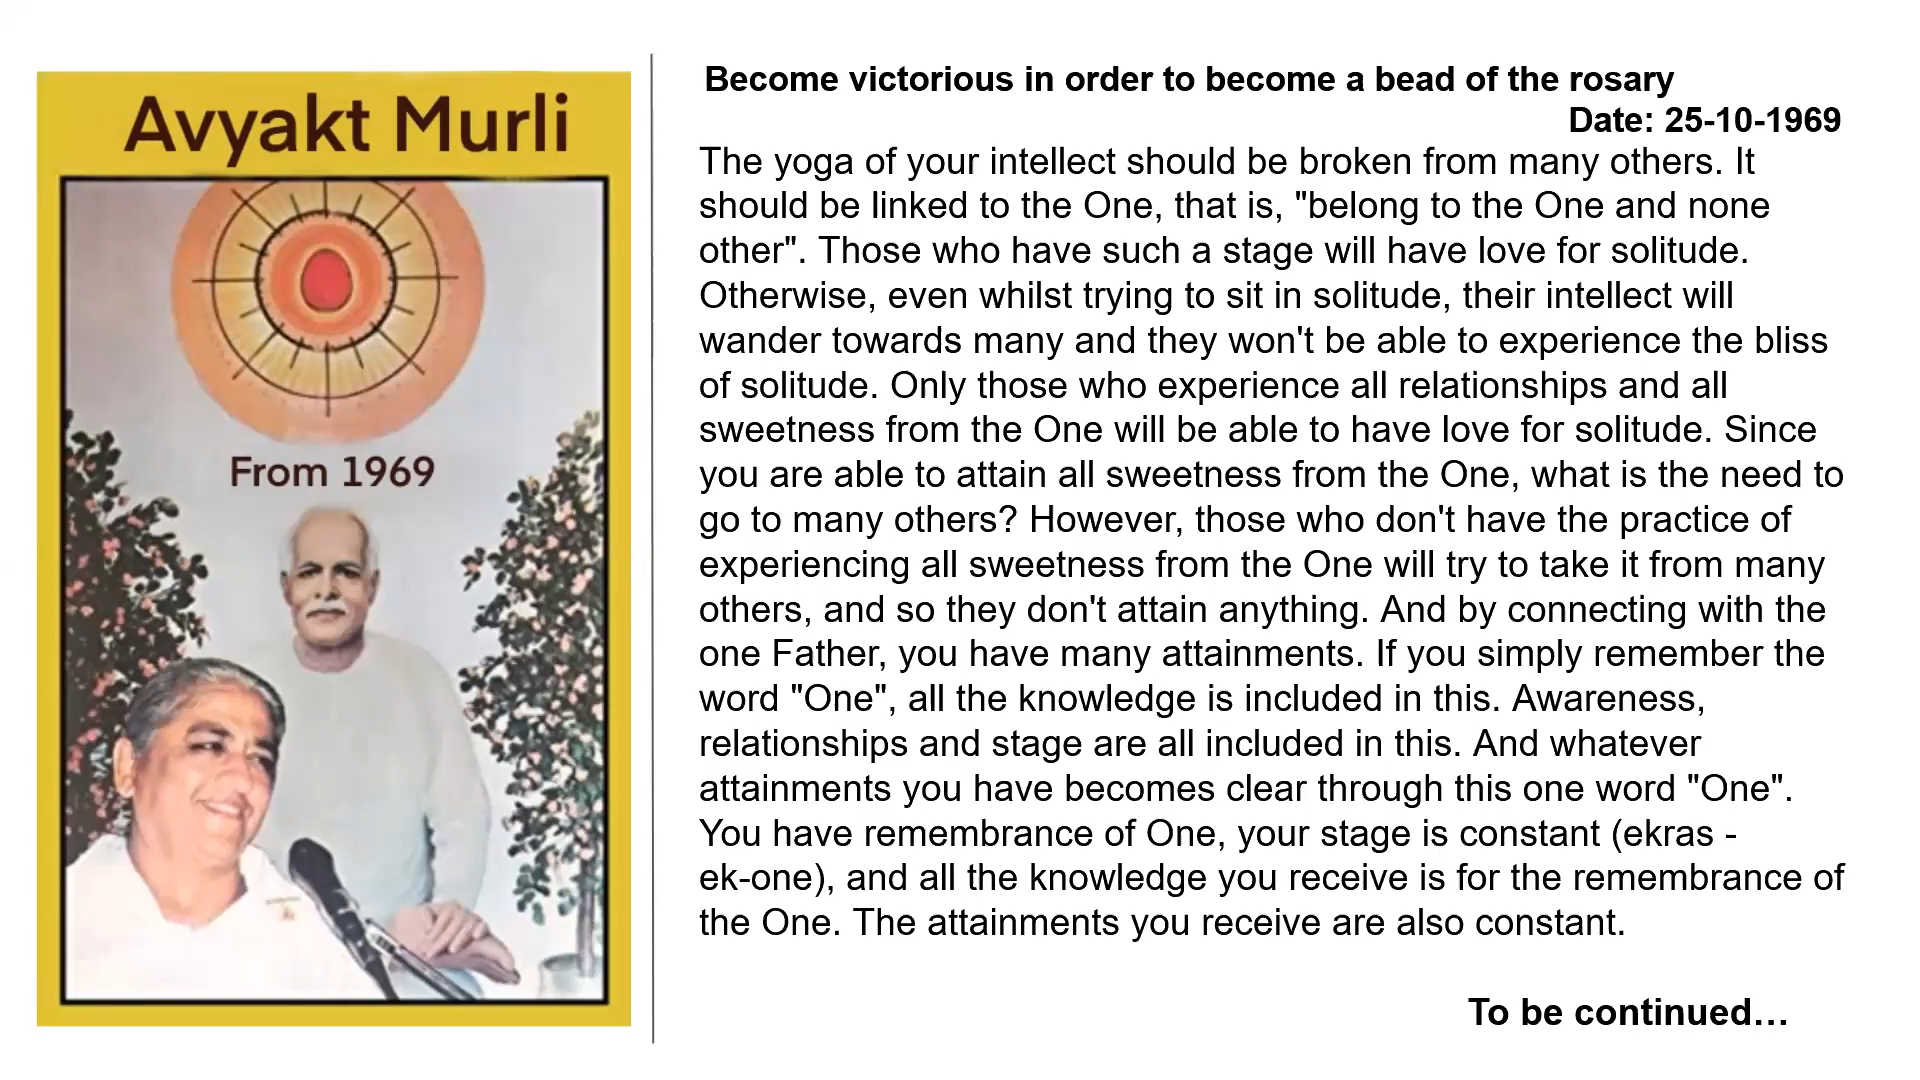 Avyakt Murli
From 1969
Become victorious in order to become a bead of the rosary
Date: 25-10-1969
The yoga of your intellect should be broken from many others. It
should be linked to the One, that is, "belong to the One and none
other". Those who have such a stage will have love for solitude.
Otherwise, even whilst trying to sit in solitude, their intellect will
wander towards many and they won't be able to experience the bliss
of solitude. Only those who experience all relationships and all
sweetness from the One will be able to have love for solitude. Since
you are able to attain all sweetness from the One, what is the need to
go to many others? However, those who don't have the practice of
experiencing all sweetness from the One will try to take it from many
others, and so they don't attain anything. And by connecting with the
one Father, you have many attainments. If you simply remember the
word "One", all the knowledge is included in this. Awareness,
relationships and stage are all included in this. And whatever
attainments you have becomes clear through this one word "One".
You have remembrance of One, your stage is constant (ekras -
ek-one), and all the knowledge you receive is for the remembrance of
the One. The attainments you receive are also constant.
To be continued…